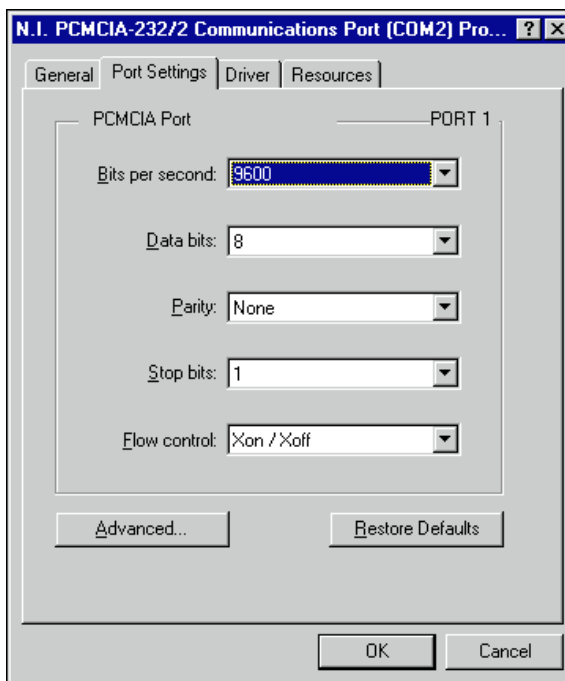 N.I. PCMCIA-232/2 Communications Port (COM2) Pro... ? X
General Port Settings Driver Resources
PCMCIA Port PORT 1
Bits per second: 9600
Data bits: 8
Parity: None
Stop bits: 1
Flow control: Xon / Xoff
Advanced... Restore Defaults
OK Cancel